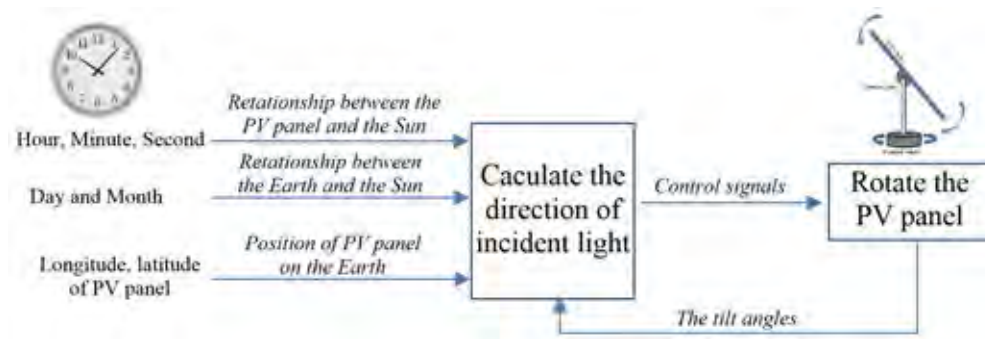 12
1
Retationship between the
PV panel and the Sun
Hour, Minute, Second
Retationship between
the Earth and the Sun
Day and Month
Position of PV panel
on the Earth
Longitude, latitude
of PV panel
Caculate the
direction of
incident light
Control signals
Rotate the
PV panel
The tilt angles